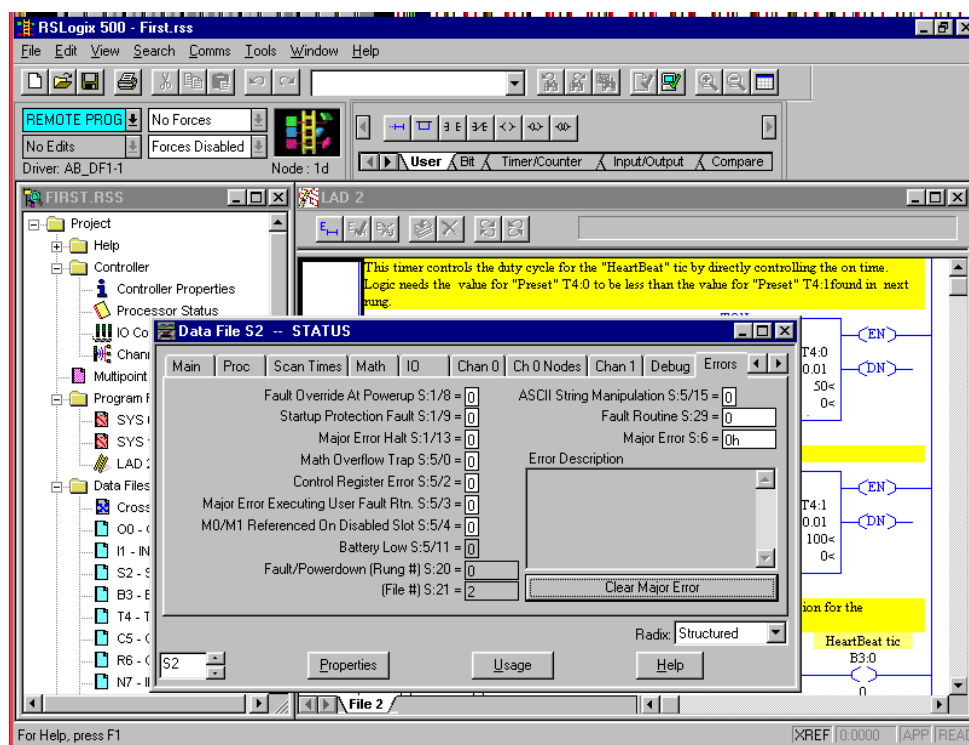 RSLogix 500 - First.rss
File Edit View Search Comms Tools Window Help
REMOTE PROG No Forces
No Edits Forces Disabled
Driver: AB_DF1-1 Node : 1d
User Bit Timer/Counter Input/Output Compare
FIRST.RSS
Project
Help
Controller
Controller Properties
Processor Status
IO Co
Chann
Multipoint
Program F
SYS
SYS
LAD 2
Data Files
Cross
O0 - O
I1 - IN
S2 - S
B3 - B
T4 - T
C5 - C
R6 - C
N7 - I
LAD 2
This timer controls the duty cycle for the "HeartBeat" tic by directly controlling the on time.
Logic needs the value for "Preset" T4:0 to be less than the value for "Preset" T4:1found in next
rung.
(EN)
T4:0
0.01 (DN)
50<
0<
(EN)
T4:1
0.01 (DN)
100<
0<
ion for the
HeartBeat tic
B3:0
0
Data File S2 -- STATUS
Main Proc Scan Times Math IO Chan 0 Ch 0 Nodes Chan 1 Debug Errors
Fault Override At Powerup S:1/8 = 0
Startup Protection Fault S:1/9 = 0
Major Error Halt S:1/13 = 0
Math Overflow Trap S:5/0 = 0
Control Register Error S:5/2 = 0
Major Error Executing User Fault Rtn. S:5/3 = 0
M0/M1 Referenced On Disabled Slot S:5/4 = 0
Battery Low S:5/11 = 0
Fault/Powerdown (Rung #) S:20 = 0
(File #) S:21 = 2
ASCII String Manipulation S:5/15 = 0
Fault Routine S:29 = 0
Major Error S:6 = 0h
Error Description
Clear Major Error
Radix: Structured
S2 Properties Usage Help
File 2
For Help, press F1 XREF 0:0000 APP READ